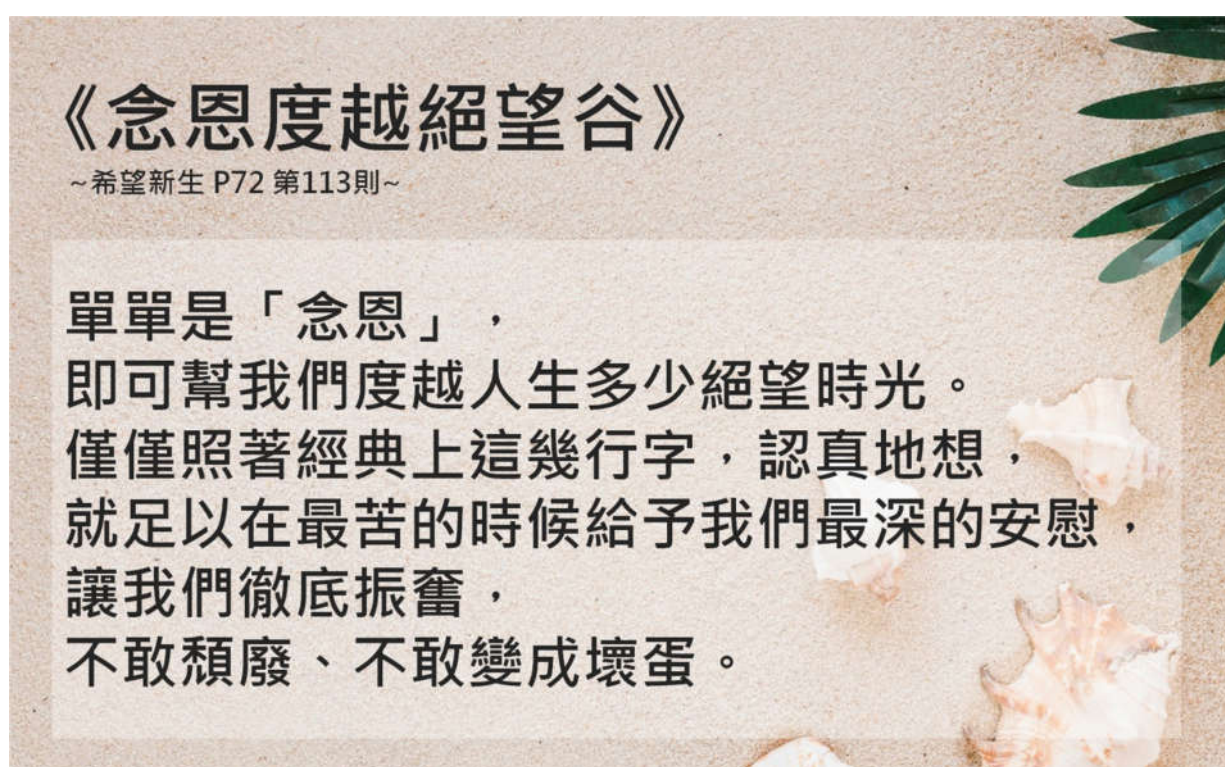 《念恩度越絕望谷》
~希望新生 P72 第113則~
單單是「念恩」，
即可幫我們度越人生多少絕望時光。
僅僅照著經典上這幾行字，認真地想，
就足以在最苦的時候給予我們最深的安慰，
讓我們徹底振奮，
不敢頹廢、不敢變成壞蛋。